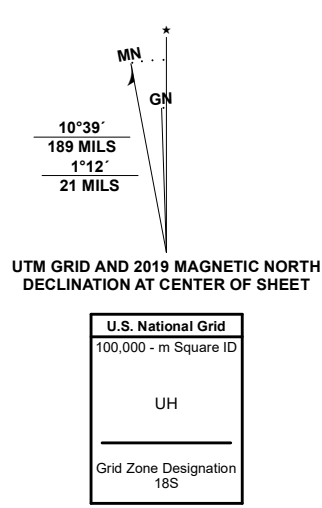 ★
MN
GN
10°39´
189 MILS
1°12´
21 MILS
UTM GRID AND 2019 MAGNETIC NORTH
DECLINATION AT CENTER OF SHEET
U.S. National Grid
100,000 - m Square ID
UH
Grid Zone Designation
18S